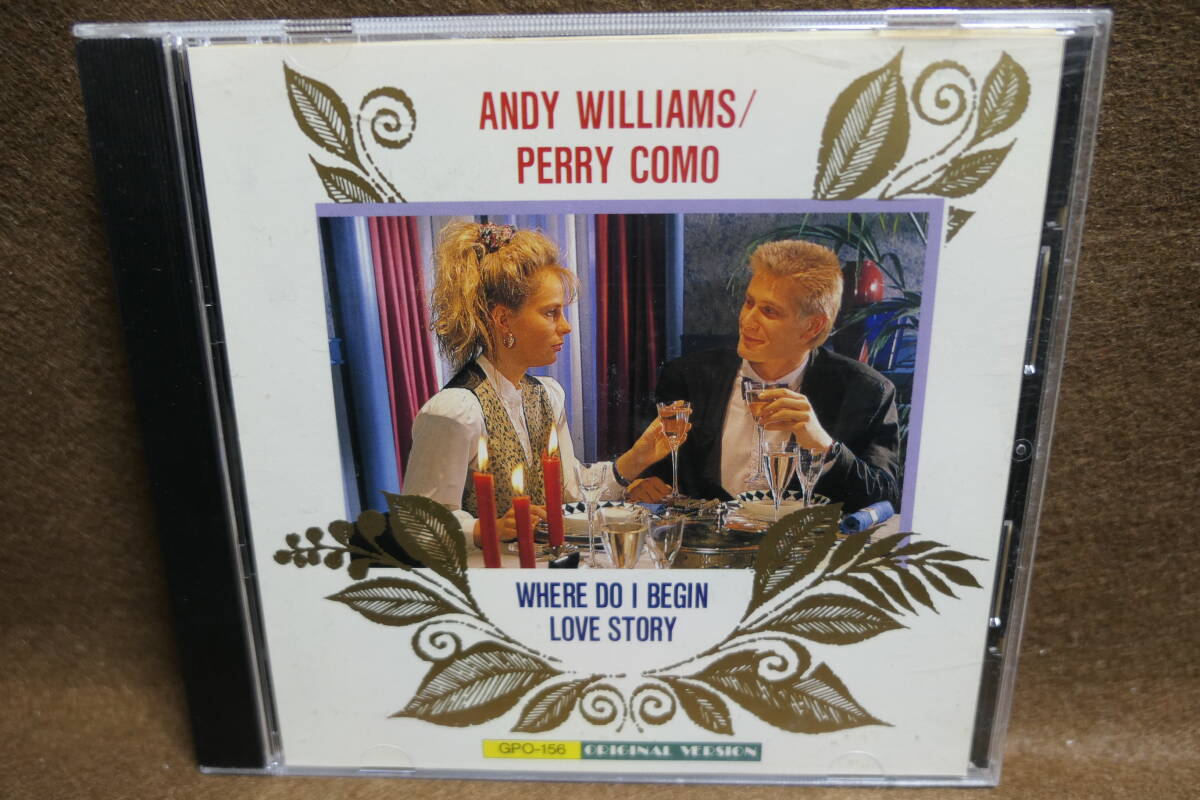 ANDY WILLIAMS/
PERRY COMO
WHERE DO I BEGIN
LOVE STORY
GPO-156 ORIGINAL VERSION